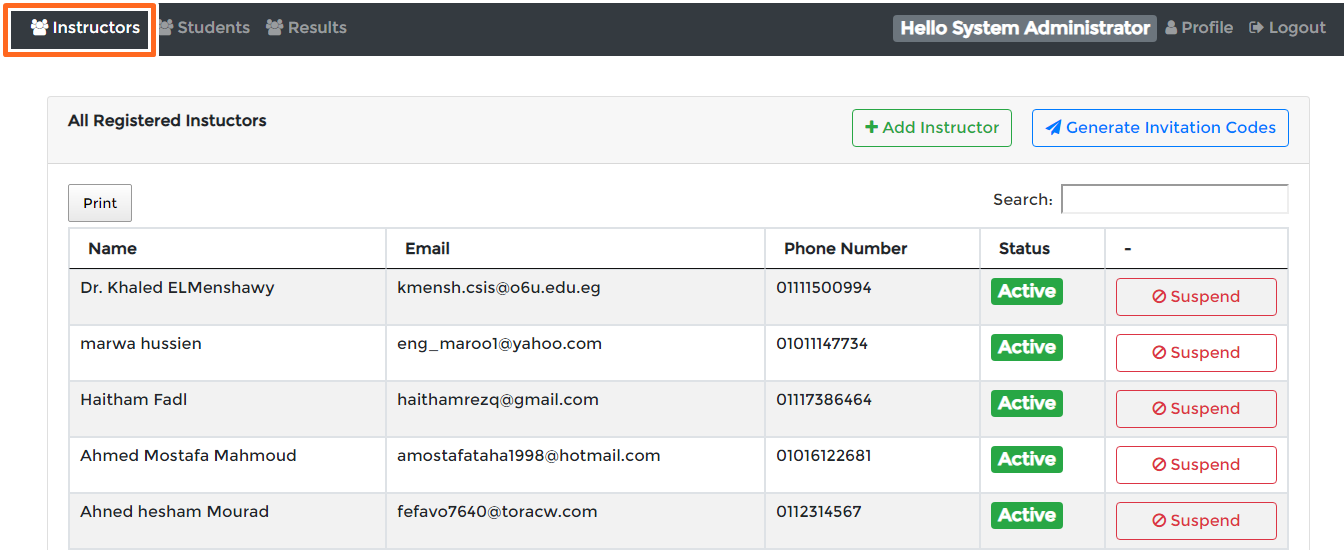 Instructors Students Results Hello System Administrator Profile Logout
All Registered Instuctors Add Instructor Generate Invitation Codes
Print Search:
Name Email Phone Number Status -
Dr. Khaled ELMenshawy kmensh.csis@o6u.edu.eg 01111500994 Active Suspend
marwa hussien eng_maroo1@yahoo.com 01011147734 Active Suspend
Haitham Fadl haithamrezq@gmail.com 01117386464 Active Suspend
Ahmed Mostafa Mahmoud amostafataha1998@hotmail.com 01016122681 Active Suspend
Ahned hesham Mourad fefavo7640@toracw.com 0112314567 Active Suspend